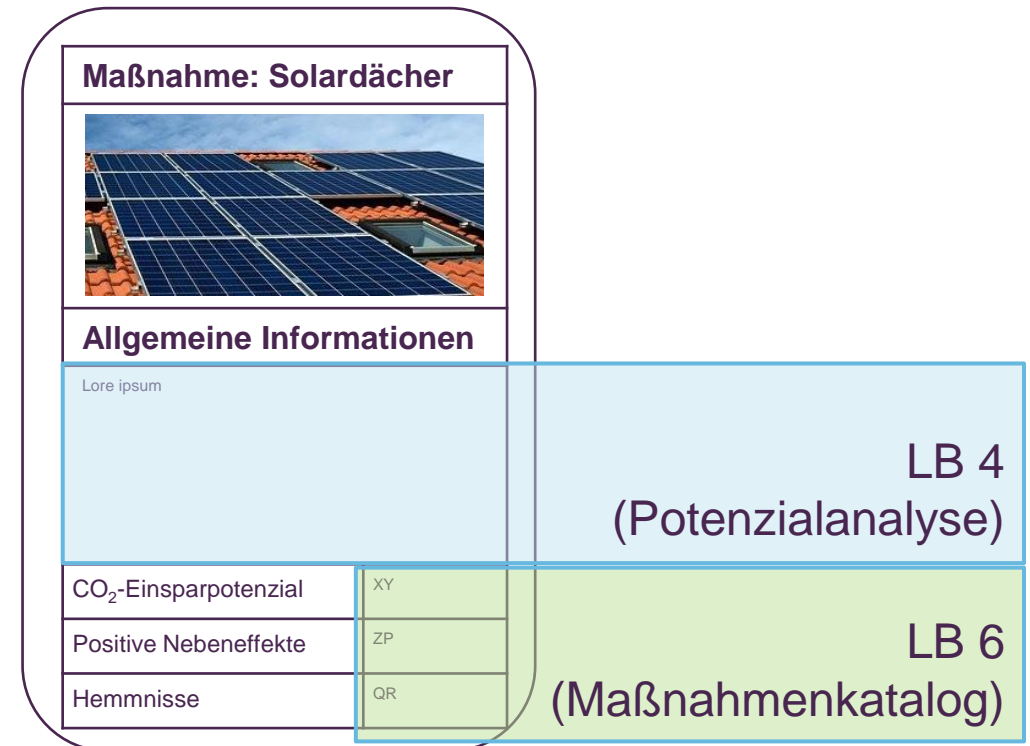 Maßnahme: Solardächer
Allgemeine Informationen
Lore ipsum
LB 4
(Potenzialanalyse)
CO₂-Einsparpotenzial XY
Positive Nebeneffekte ZP
Hemmnisse QR
LB 6
(Maßnahmenkatalog)